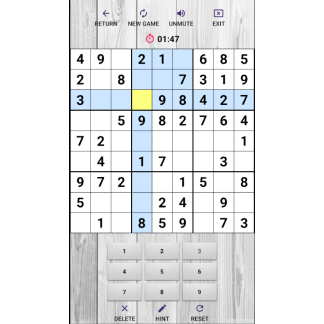 RETURN NEW GAME UNMUTE EXIT
01:47
4 9 2 1 6 8 5
2 8 7 3 1 9
3 9 8 4 2 7
5 9 8 2 7 6 4
7 2 1
4 1 7 3
9 7 2 1 5 8
5 2 4 9
1 8 5 9 7 3
1 2 3
4 5 6
7 8 9
DELETE HINT RESET